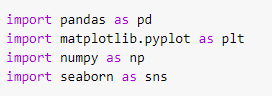 import pandas as pd
import matplotlib.pyplot as plt
import numpy as np
import seaborn as sns